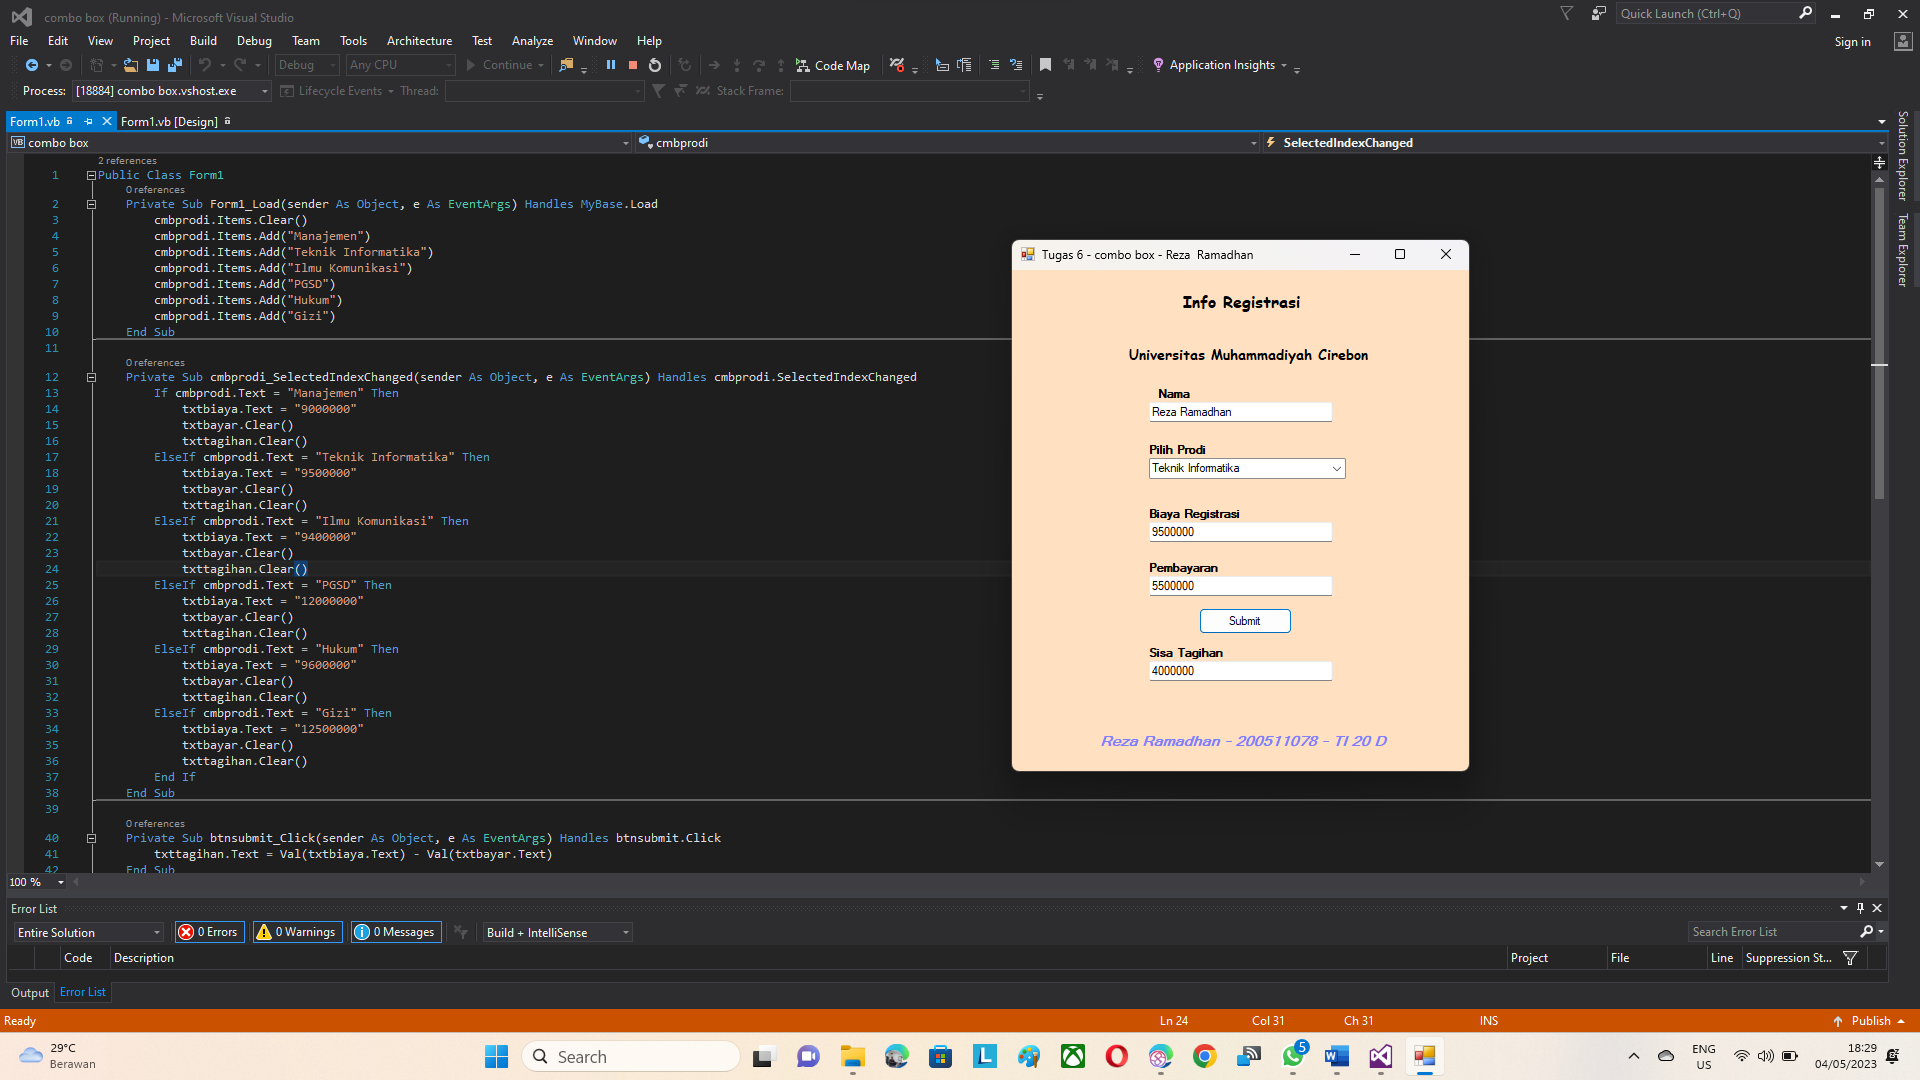 combo box (Running) - Microsoft Visual Studio
Quick Launch (Ctrl+Q)
File Edit View Project Build Debug Team Tools Architecture Test Analyze Window Help
Sign in
Debug Any CPU Continue Code Map Application Insights
Process: [18884] combo box.vshost.exe Lifecycle Events Thread: Stack Frame:
Form1.vb Form1.vb [Design]
VB combo box cmbprodi SelectedIndexChanged
Solution Explorer
Team Explorer
2 references
1 Public Class Form1
0 references
2 Private Sub Form1_Load(sender As Object, e As EventArgs) Handles MyBase.Load
3 cmbprodi.Items.Clear()
4 cmbprodi.Items.Add("Manajemen")
5 cmbprodi.Items.Add("Teknik Informatika")
6 cmbprodi.Items.Add("Ilmu Komunikasi")
7 cmbprodi.Items.Add("PGSD")
8 cmbprodi.Items.Add("Hukum")
9 cmbprodi.Items.Add("Gizi")
10 End Sub
11
0 references
12 Private Sub cmbprodi_SelectedIndexChanged(sender As Object, e As EventArgs) Handles cmbprodi.SelectedIndexChanged
13 If cmbprodi.Text = "Manajemen" Then
14 txtbiaya.Text = "9000000"
15 txtbayar.Clear()
16 txttagihan.Clear()
17 ElseIf cmbprodi.Text = "Teknik Informatika" Then
18 txtbiaya.Text = "9500000"
19 txtbayar.Clear()
20 txttagihan.Clear()
21 ElseIf cmbprodi.Text = "Ilmu Komunikasi" Then
22 txtbiaya.Text = "9400000"
23 txtbayar.Clear()
24 txttagihan.Clear()
25 ElseIf cmbprodi.Text = "PGSD" Then
26 txtbiaya.Text = "12000000"
27 txtbayar.Clear()
28 txttagihan.Clear()
29 ElseIf cmbprodi.Text = "Hukum" Then
30 txtbiaya.Text = "9600000"
31 txtbayar.Clear()
32 txttagihan.Clear()
33 ElseIf cmbprodi.Text = "Gizi" Then
34 txtbiaya.Text = "12500000"
35 txtbayar.Clear()
36 txttagihan.Clear()
37 End If
38 End Sub
39
0 references
40 Private Sub btnsubmit_Click(sender As Object, e As EventArgs) Handles btnsubmit.Click
41 txttagihan.Text = Val(txtbiaya.Text) - Val(txtbayar.Text)
42 End Sub
Tugas 6 - combo box - Reza Ramadhan
Info Registrasi
Universitas Muhammadiyah Cirebon
Nama
Reza Ramadhan
Pilih Prodi
Teknik Informatika
Biaya Registrasi
9500000
Pembayaran
5500000
Submit
Sisa Tagihan
4000000
Reza Ramadhan - 200511078 - TI 20 D
100 %
Error List
Entire Solution 0 Errors 0 Warnings 0 Messages Build + IntelliSense Search Error List
Code Description Project File Line Suppression St...
Output Error List
Ready Ln 24 Col 31 Ch 31 INS Publish
29°C
Berawan
Search
5
ENG
US
18:29
04/05/2023